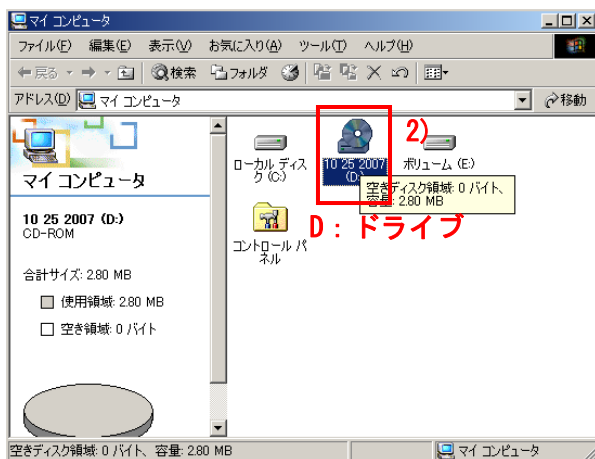 マイ コンピュータ
ファイル(F) 編集(E) 表示(V) お気に入り(A) ツール(T) ヘルプ(H)
戻る 検索 フォルダ
アドレス(D) マイ コンピュータ 移動
マイ コンピュータ
10 25 2007 (D:)
CD-ROM
合計サイズ: 2.80 MB
使用領域: 2.80 MB
空き領域: 0 バイト
ローカル ディス
ク (C:)
10 25 2007
(D:)
2)
ボリューム (E:)
空きディスク領域: 0 バイト、
容量: 2.80 MB
D:ドライブ
コントロール パ
ネル
空きディスク領域: 0 バイト、容量: 2.80 MB
マイ コンピュータ